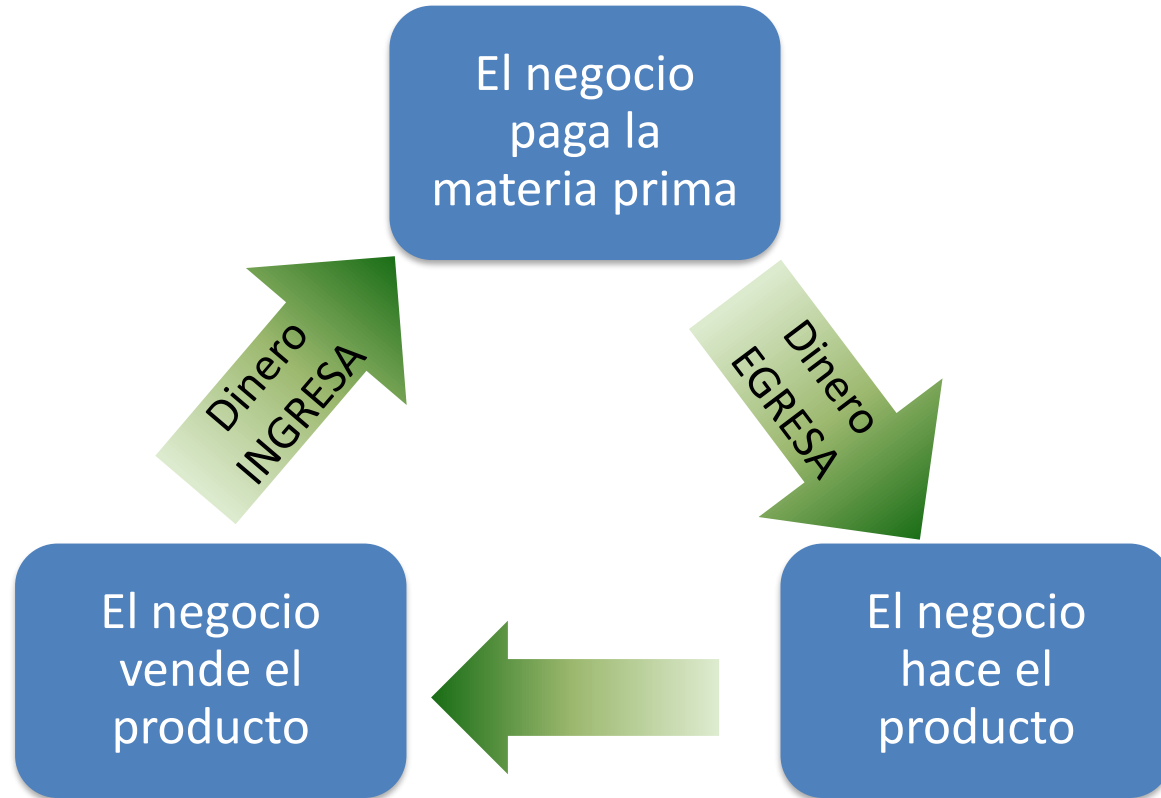 El negocio
paga la
materia prima
Dinero
EGRESA
El negocio
hace el
producto
El negocio
vende el
producto
Dinero
INGRESA